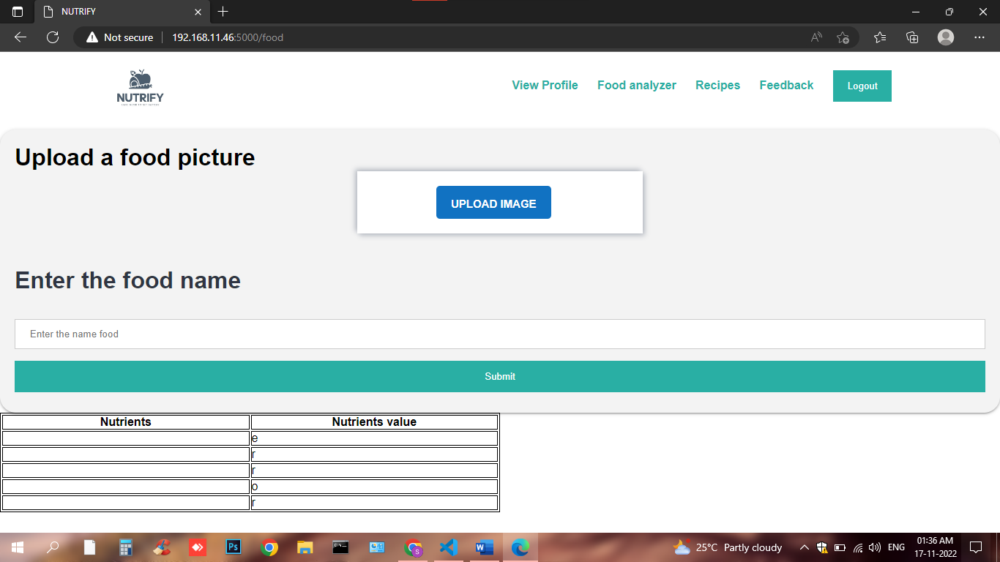 NUTRIFY
Not secure 192.168.11.46:5000/food
NUTRIFY
View Profile Food analyzer Recipes Feedback Logout
Upload a food picture
UPLOAD IMAGE
Enter the food name
Enter the name food
Submit
Nutrients Nutrients value
e
r
r
o
r
25°C Partly cloudy ENG 01:36 AM
17-11-2022